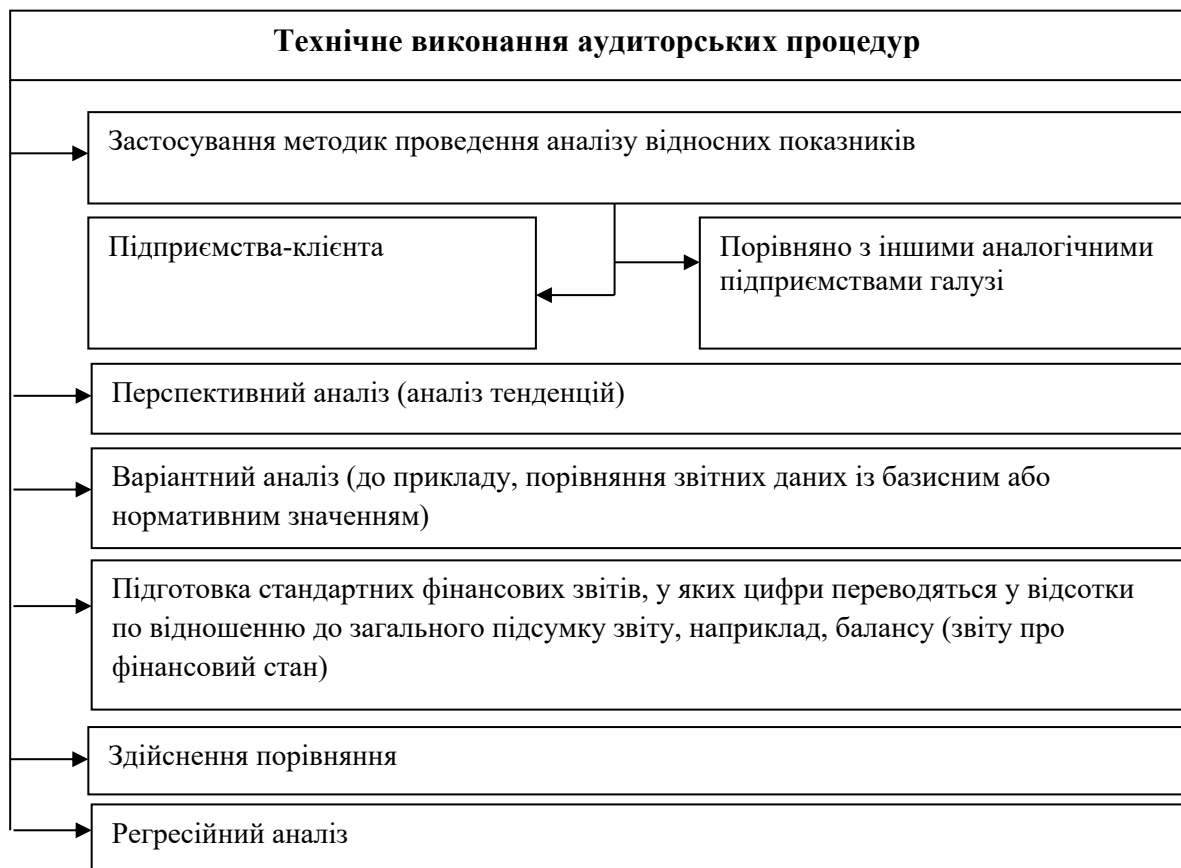 Технічне виконання аудиторських процедур
Застосування методик проведення аналізу відносних показників
Підприємства-клієнта
Порівняно з іншими аналогічними
підприємствами галузі
Перспективний аналіз (аналіз тенденцій)
Варіантний аналіз (до прикладу, порівняння звітних даних із базисним або
нормативним значенням)
Підготовка стандартних фінансових звітів, у яких цифри переводяться у відсотки
по відношенню до загального підсумку звіту, наприклад, балансу (звіту про
фінансовий стан)
Здійснення порівняння
Регресійний аналіз